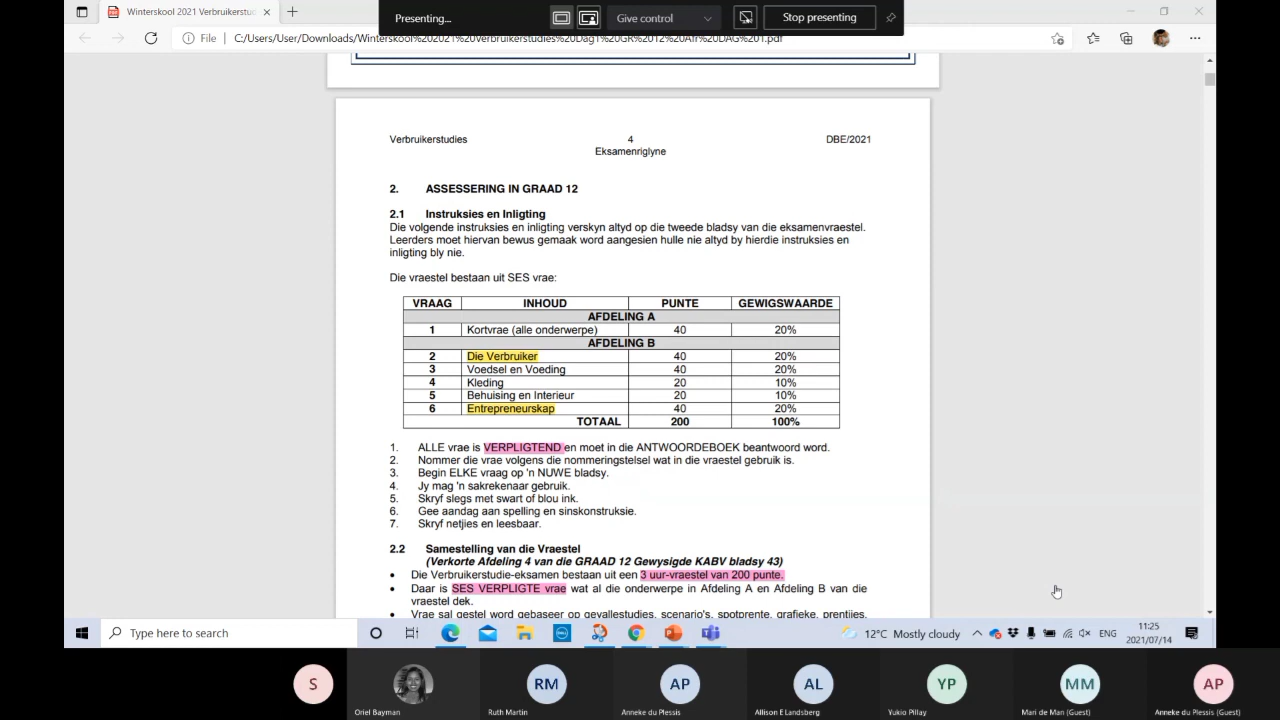 Winterskool 2021 Verbruikerstud
Presenting...
Give control
Stop presenting
File
C:/Users/User/Downloads/Winterskool%202021%20Verbruikerstudies%20Dag1%20GR%2012%20Afr%20DAG%201.pdf
Verbruikerstudies 4 DBE/2021
Eksamenriglyne
2. ASSESSERING IN GRAAD 12
2.1 Instruksies en Inligting
Die volgende instruksies en inligting verskyn altyd op die tweede bladsy van die eksamenvraestel.
Leerders moet hiervan bewus gemaak word aangesien hulle nie altyd by hierdie instruksies en
inligting bly nie.
Die vraestel bestaan uit SES vrae:
VRAAG INHOUD PUNTE GEWIGSWAARDE
AFDELING A
1 Kortvrae (alle onderwerpe) 40 20%
AFDELING B
2 Die Verbruiker 40 20%
3 Voedsel en Voeding 40 20%
4 Kleding 20 10%
5 Behuising en Interieur 20 10%
6 Entrepreneurskap 40 20%
TOTAAL 200 100%
1. ALLE vrae is VERPLIGTEND en moet in die ANTWOORDEBOEK beantwoord word.
2. Nommer die vrae volgens die nommeringstelsel wat in die vraestel gebruik is.
3. Begin ELKE vraag op 'n NUWE bladsy.
4. Jy mag 'n sakrekenaar gebruik.
5. Skryf slegs met swart of blou ink.
6. Gee aandag aan spelling en sinskonstruksie.
7. Skryf netjies en leesbaar.
2.2 Samestelling van die Vraestel
(Verkorte Afdeling 4 van die GRAAD 12 Gewysigde KABV bladsy 43)
• Die Verbruikerstudie-eksamen bestaan uit een 3 uur-vraestel van 200 punte.
• Daar is SES VERPLIGTE vrae wat al die onderwerpe in Afdeling A en Afdeling B van die
vraestel dek.
• Vrae sal gestel word gebaseer op gevallestudies, scenario's, spotprente, grafieke, prentjies,
Type here to search
12°C Mostly cloudy
ENG
11:25
2021/07/14
S
RM
AP
AL
YP
MM
AP
Oriel Bayman
Ruth Martin
Anneke du Plessis
Allison E Landsberg
Yukio Pillay
Mari de Man (Guest)
Anneke du Plessis (Guest)